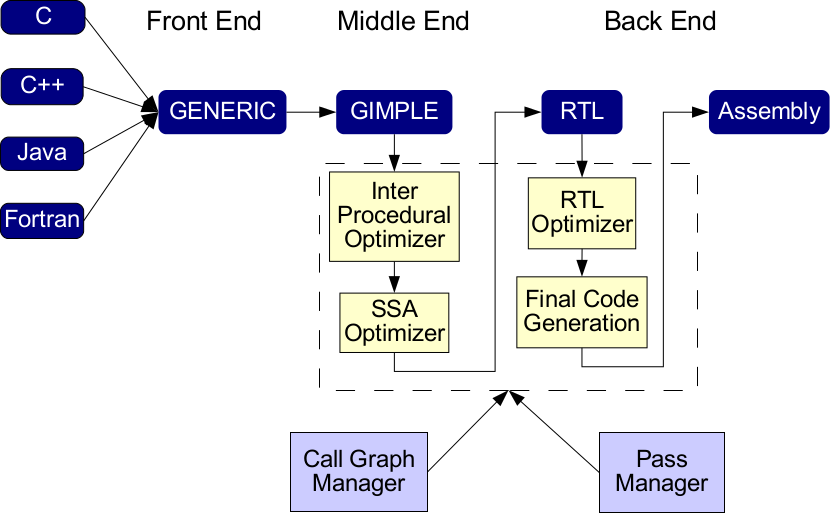 Front End
Middle End
Back End
C
C++
Java
Fortran
GENERIC
GIMPLE
RTL
Assembly
Inter
Procedural
Optimizer
SSA
Optimizer
RTL
Optimizer
Final Code
Generation
Call Graph
Manager
Pass
Manager